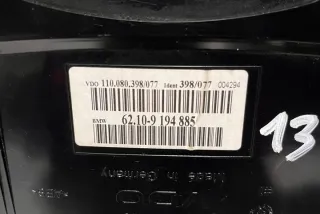 VDO 110.080.398/077 Ident 398/077 004294
BMW 62.10-9 194 885
13
Made in Germany
VDO